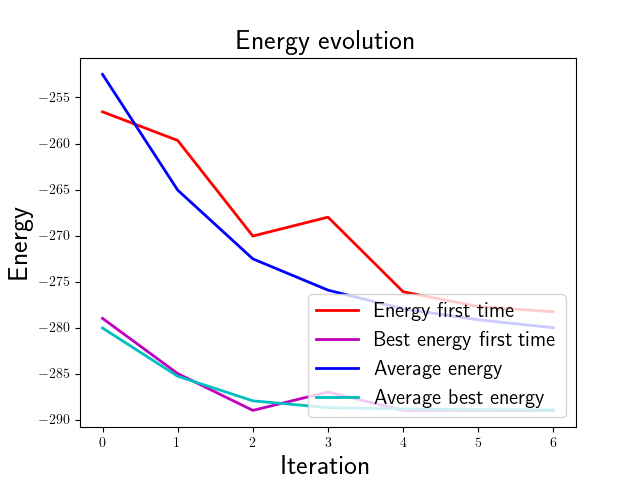 Energy evolution
Energy
−255
−260
−265
−270
−275
−280
−285
−290
Energy first time
Best energy first time
Average energy
Average best energy
0 1 2 3 4 5 6
Iteration